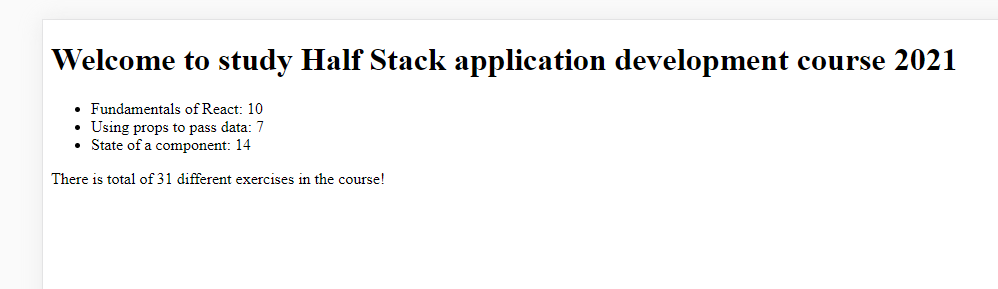 Welcome to study Half Stack application development course 2021
Fundamentals of React: 10
Using props to pass data: 7
State of a component: 14
There is total of 31 different exercises in the course!